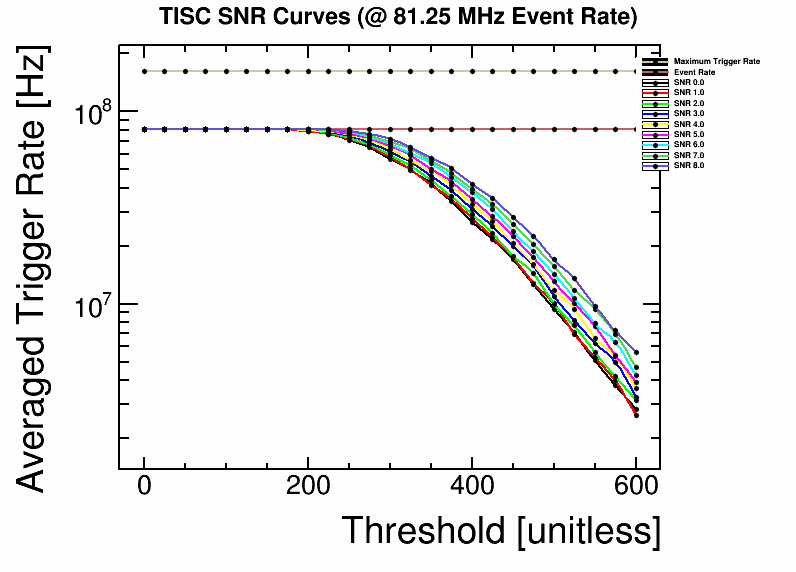 TISC SNR Curves (@ 81.25 MHz Event Rate)
Averaged Trigger Rate [Hz]
10^8
10^7
0 200 400 600
Threshold [unitless]
Maximum Trigger Rate
Event Rate
SNR 0.0
SNR 1.0
SNR 2.0
SNR 3.0
SNR 4.0
SNR 5.0
SNR 6.0
SNR 7.0
SNR 8.0